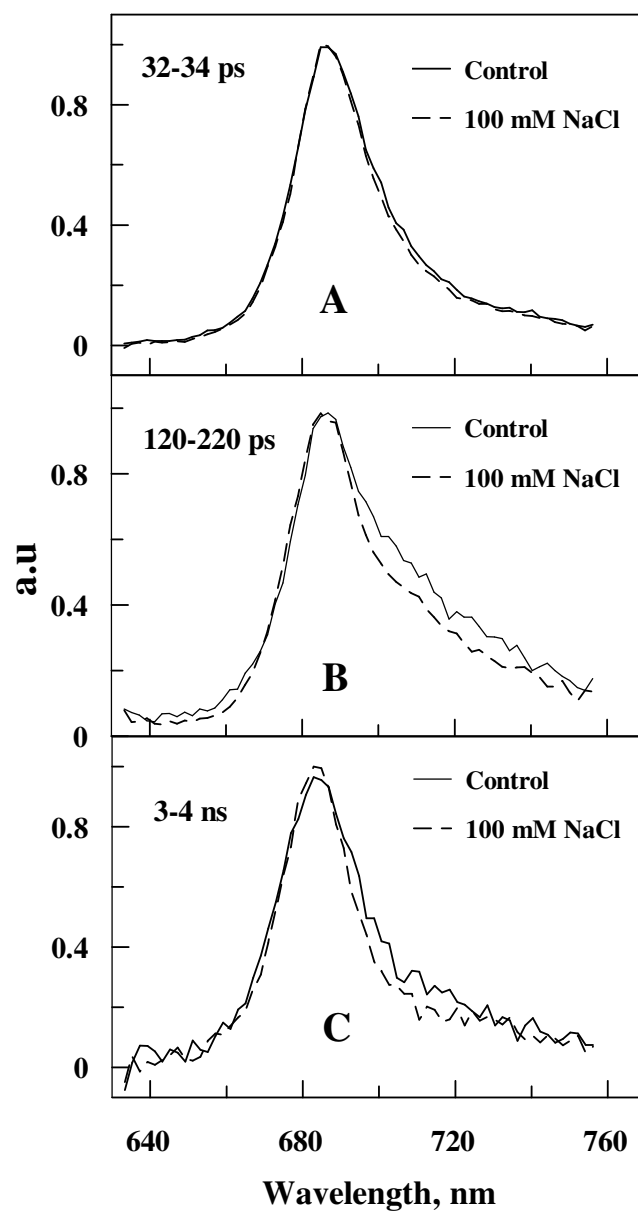 32-34 ps
Control
100 mM NaCl
0.8
0.4
0
A
120-220 ps
Control
100 mM NaCl
0.8
0.4
0
B
a.u
3-4 ns
Control
100 mM NaCl
0.8
0.4
0
C
640 680 720 760
Wavelength, nm